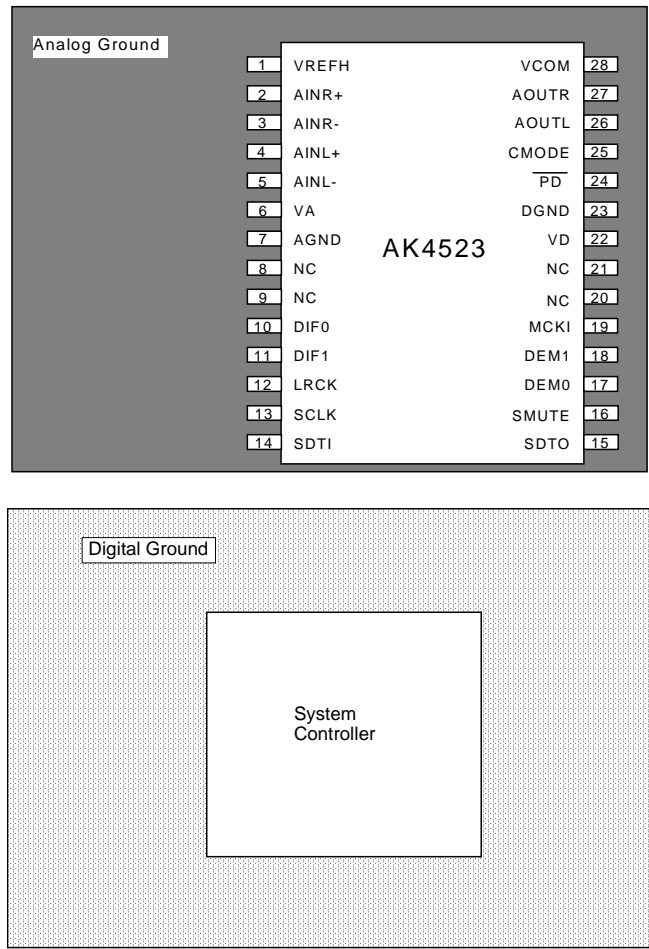 Analog Ground
1 VREFH VCOM 28
2 AINR+ AOUTR 27
3 AINR- AOUTL 26
4 AINL+ CMODE 25
5 AINL- PD 24
6 VA DGND 23
7 AGND VD 22
AK4523
8 NC NC 21
9 NC NC 20
10 DIF0 MCKI 19
11 DIF1 DEM1 18
12 LRCK DEM0 17
13 SCLK SMUTE 16
14 SDTI SDTO 15
Digital Ground
System
Controller